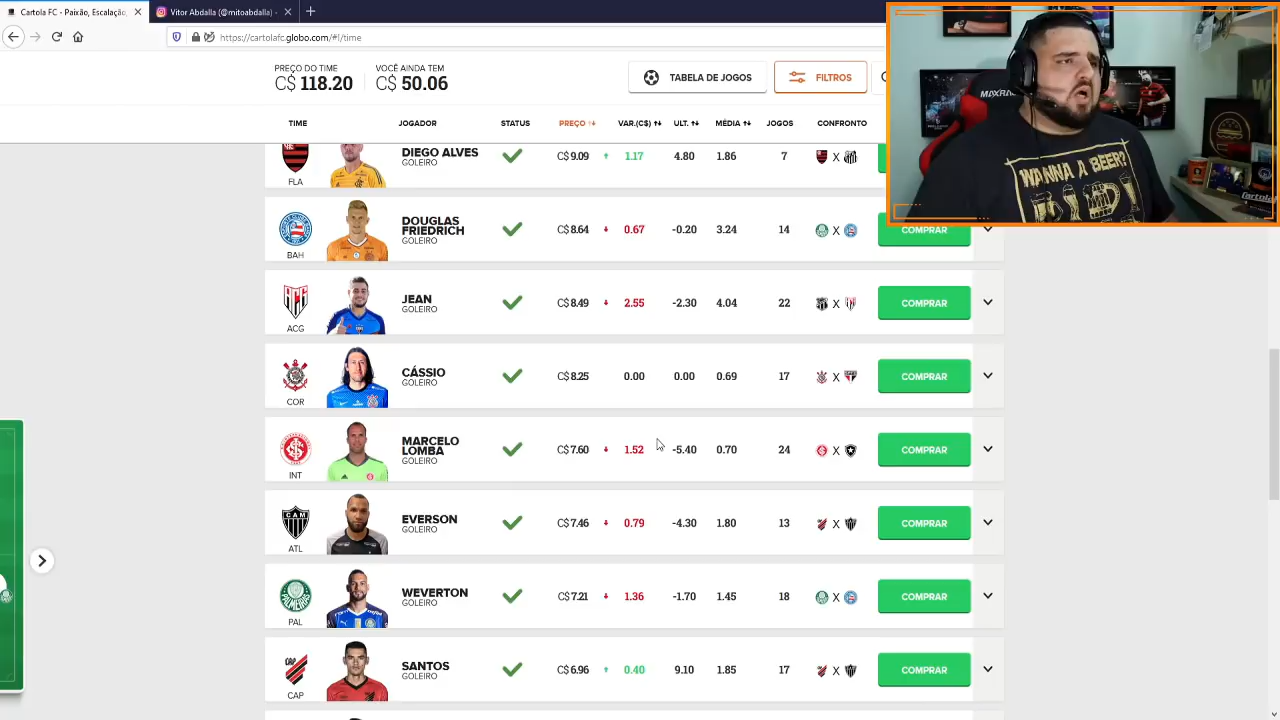 Cartola FC - Paixão, Escalação,
Vitor Abdalla (@vitoabdalla) -
https://cartolafc.globo.com/#!/time
PREÇO DO TIME
C$ 118.20
VOCÊ AINDA TEM
C$ 50.06
TABELA DE JOGOS
FILTROS
TIME JOGADOR STATUS PREÇO VAR.(C$) ULT. MÉDIA JOGOS CONFRONTO
FLA
DIEGO ALVES
GOLEIRO
C$ 9.09 1.17 4.80 1.86 7 X
BAH
DOUGLAS
FRIEDRICH
GOLEIRO
C$ 8.64 0.67 -0.20 3.24 14 X
COMPRAR
ACG
JEAN
GOLEIRO
C$ 8.49 2.55 -2.30 4.04 22 X
COMPRAR
COR
CÁSSIO
GOLEIRO
C$ 8.25 0.00 0.00 0.69 17 X
COMPRAR
INT
MARCELO
LOMBA
GOLEIRO
C$ 7.60 1.52 -5.40 0.70 24 X
COMPRAR
CAM
ATL
EVERSON
GOLEIRO
C$ 7.46 0.79 -4.30 1.80 13 X
COMPRAR
PAL
WEVERTON
GOLEIRO
C$ 7.21 1.36 -1.70 1.45 18 X
COMPRAR
CAP
SANTOS
GOLEIRO
C$ 6.96 0.40 9.10 1.85 17 X
COMPRAR
WANNA A BEER?